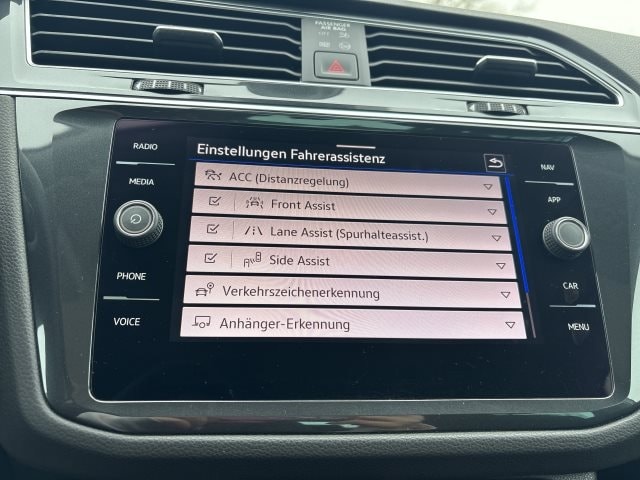 PASSENGER
AIR BAG
RADIO
MEDIA
PHONE
VOICE
Einstellungen Fahrerassistenz
ACC (Distanzregelung)
Front Assist
Lane Assist (Spurhalteassist.)
Side Assist
Verkehrszeichenerkennung
Anhänger-Erkennung
NAV
APP
CAR
MENU